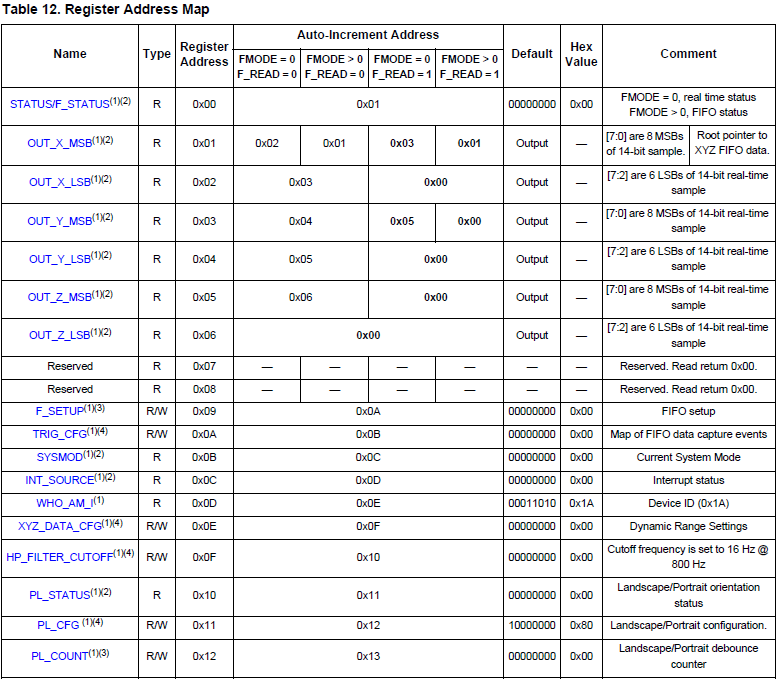 Table 12. Register Address Map
Name Type Register Address Auto-Increment Address Default Hex Value Comment
FMODE = 0 F_READ = 0 FMODE > 0 F_READ = 0 FMODE = 0 F_READ = 1 FMODE > 0 F_READ = 1
STATUS/F_STATUS(1)(2) R 0x00 0x01 00000000 0x00 FMODE = 0, real time status FMODE > 0, FIFO status
OUT_X_MSB(1)(2) R 0x01 0x02 0x01 0x03 0x01 Output — [7:0] are 8 MSBs of 14-bit sample. Root pointer to XYZ FIFO data.
OUT_X_LSB(1)(2) R 0x02 0x03 0x00 Output — [7:2] are 6 LSBs of 14-bit real-time sample
OUT_Y_MSB(1)(2) R 0x03 0x04 0x05 0x00 Output — [7:0] are 8 MSBs of 14-bit real-time sample
OUT_Y_LSB(1)(2) R 0x04 0x05 0x00 Output — [7:2] are 6 LSBs of 14-bit real-time sample
OUT_Z_MSB(1)(2) R 0x05 0x06 0x00 Output — [7:0] are 8 MSBs of 14-bit real-time sample
OUT_Z_LSB(1)(2) R 0x06 0x00 Output — [7:2] are 6 LSBs of 14-bit real-time sample
Reserved R 0x07 — — — — — — Reserved. Read return 0x00.
Reserved R 0x08 — — — — — — Reserved. Read return 0x00.
F_SETUP(1)(3) R/W 0x09 0x0A 00000000 0x00 FIFO setup
TRIG_CFG(1)(4) R/W 0x0A 0x0B 00000000 0x00 Map of FIFO data capture events
SYSMOD(1)(2) R 0x0B 0x0C 00000000 0x00 Current System Mode
INT_SOURCE(1)(2) R 0x0C 0x0D 00000000 0x00 Interrupt status
WHO_AM_I(1) R 0x0D 0x0E 00011010 0x1A Device ID (0x1A)
XYZ_DATA_CFG(1)(4) R/W 0x0E 0x0F 00000000 0x00 Dynamic Range Settings
HP_FILTER_CUTOFF(1)(4) R/W 0x0F 0x10 00000000 0x00 Cutoff frequency is set to 16 Hz @ 800 Hz
PL_STATUS(1)(2) R 0x10 0x11 00000000 0x00 Landscape/Portrait orientation status
PL_CFG (1)(4) R/W 0x11 0x12 10000000 0x80 Landscape/Portrait configuration.
PL_COUNT(1)(3) R/W 0x12 0x13 00000000 0x00 Landscape/Portrait debounce counter